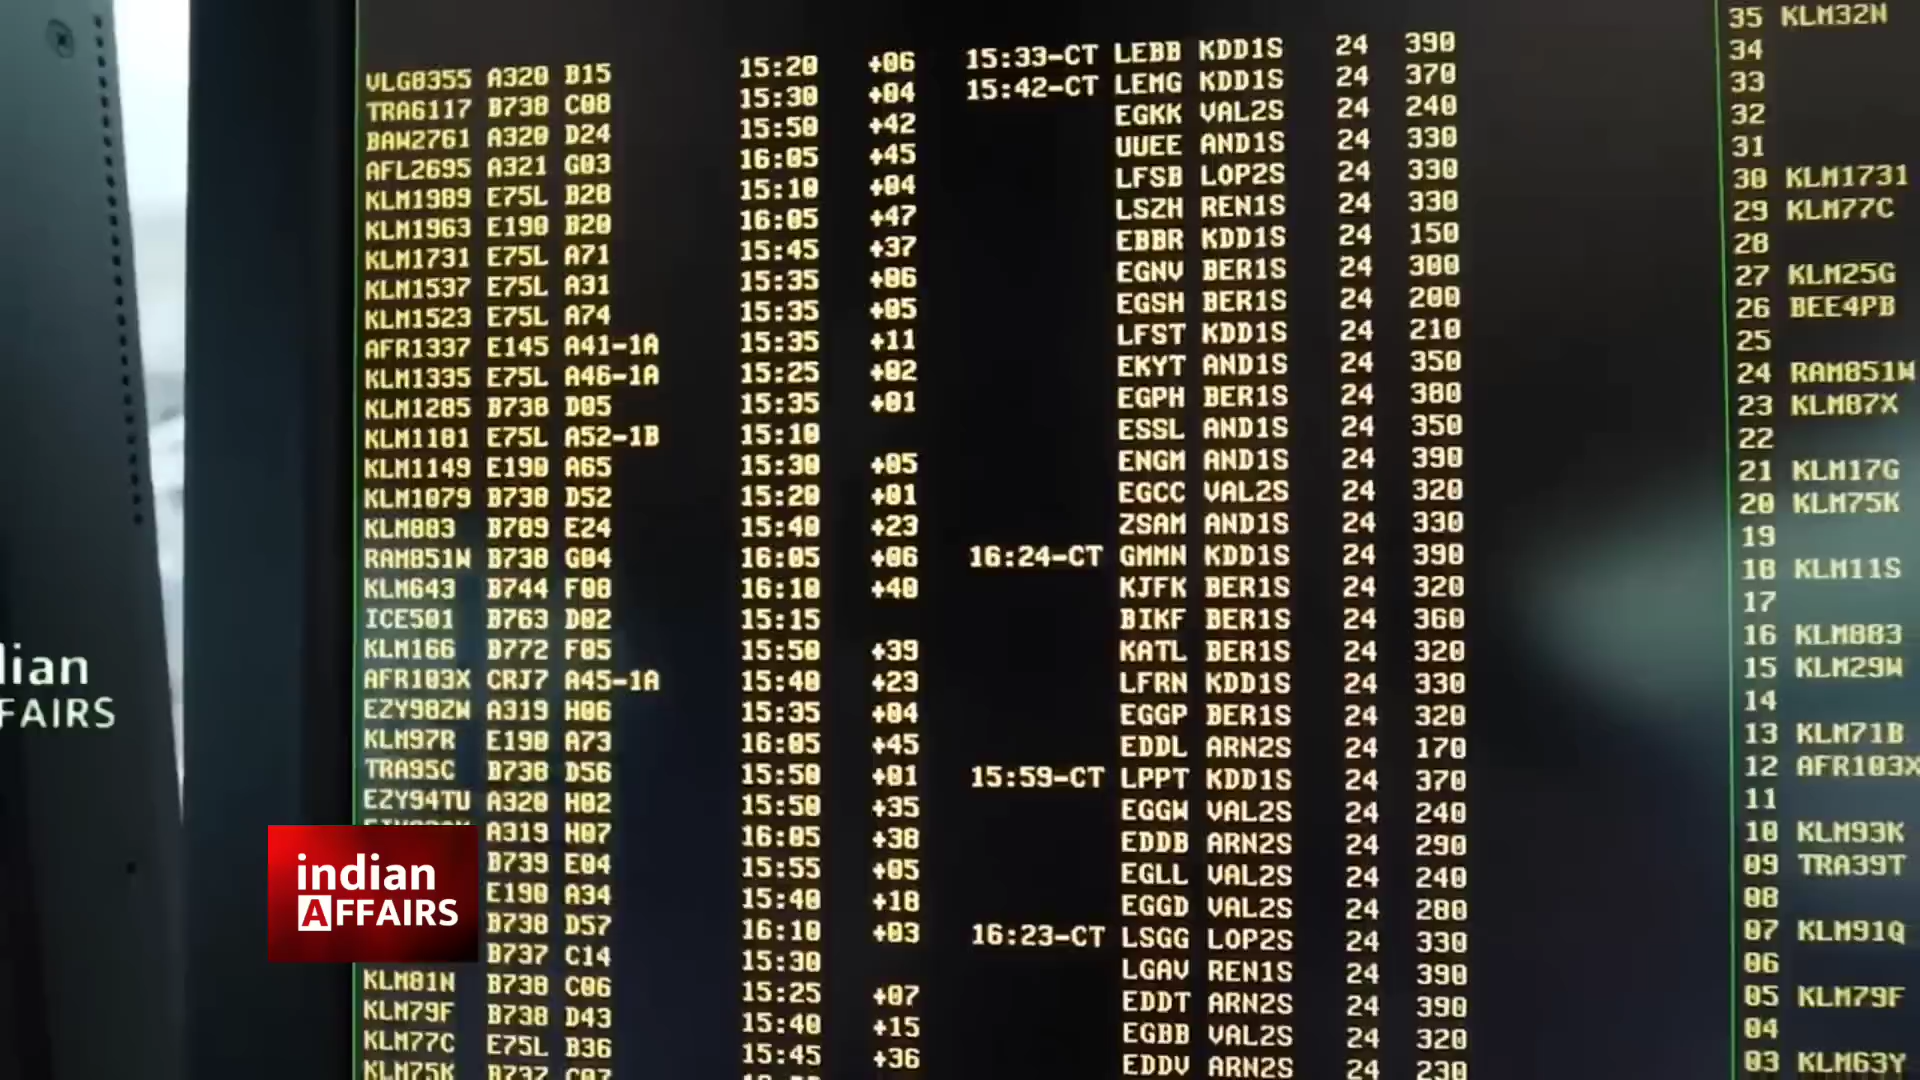 VLG8355 A320 B15 15:20 +06 15:33-CT LEBB KDD1S 24 390
TRA6117 B738 C08 15:30 +04 15:42-CT LEMG KDD1S 24 370
BAW2761 A320 D24 15:50 +42 EGKK VAL2S 24 240
AFL2695 A321 G03 16:05 +45 UUEE AND1S 24 330
KLM1989 E75L B28 15:10 +04 LFSB LOP2S 24 330
KLM1963 E190 B20 16:05 +47 LSZH REN1S 24 330
KLM1731 E75L A71 15:45 +37 EBBR KDD1S 24 150
KLM1537 E75L A31 15:35 +06 EGNV BER1S 24 300
KLM1523 E75L A74 15:35 +05 EGSH BER1S 24 200
AFR1337 E145 A41-1A 15:35 +11 LFST KDD1S 24 210
KLM1335 E75L A46-1A 15:25 +02 EKYT AND1S 24 350
KLM1285 B738 D05 15:35 +01 EGPH BER1S 24 380
KLM1101 E75L A52-1B 15:10 ESSL AND1S 24 350
KLM1149 E190 A65 15:30 +05 ENGM AND1S 24 390
KLM1079 B738 D52 15:20 +01 EGCC VAL2S 24 320
KLM883 B789 E24 15:40 +23 ZSAM AND1S 24 330
RAM851W B738 G04 16:05 +06 16:24-CT GMMN KDD1S 24 390
KLM643 B744 F08 16:10 +40 KJFK BER1S 24 320
ICE501 B763 D02 15:15 BIKF BER1S 24 360
KLM166 B772 F05 15:50 +39 KATL BER1S 24 320
AFR103X CRJ7 A45-1A 15:40 +23 LFRN KDD1S 24 330
EZY98ZW A319 H06 15:35 +04 EGGP BER1S 24 320
KLM97R E190 A73 16:05 +45 EDDL ARN2S 24 170
TRA95C B738 D56 15:50 +01 15:59-CT LPPT KDD1S 24 370
EZY94TU A320 H02 15:50 +35 EGGW VAL2S 24 240
A319 H07 16:05 +38 EDDB ARN2S 24 290
B739 E04 15:55 +05 EGLL VAL2S 24 240
E190 A34 15:40 +18 EGGD VAL2S 24 280
B738 D57 16:10 +03 16:23-CT LSGG LOP2S 24 330
B737 C14 15:30 LGAV REN1S 24 390
KLM81N B738 C06 15:25 +07 EDDT ARN2S 24 390
KLM79F B738 D43 15:40 +15 EGBB VAL2S 24 320
KLM77C E75L B36 15:45 +36 EDDV ARN2S 24 230
KLM75K B737 C07
35 KLM32N
34
33
32
31
30 KLM1731
29 KLM77C
28
27 KLM25G
26 BEE4PB
25
24 RAM851W
23 KLM87X
22
21 KLM17G
20 KLM75K
19
18 KLM11S
17
16 KLM883
15 KLM29W
14
13 KLM71B
12 AFR103X
11
10 KLM93K
09 TRA39T
08
07 KLM91Q
06
05 KLM79F
04
03 KLM63Y
dian
FFAIRS
indian
AFFAIRS